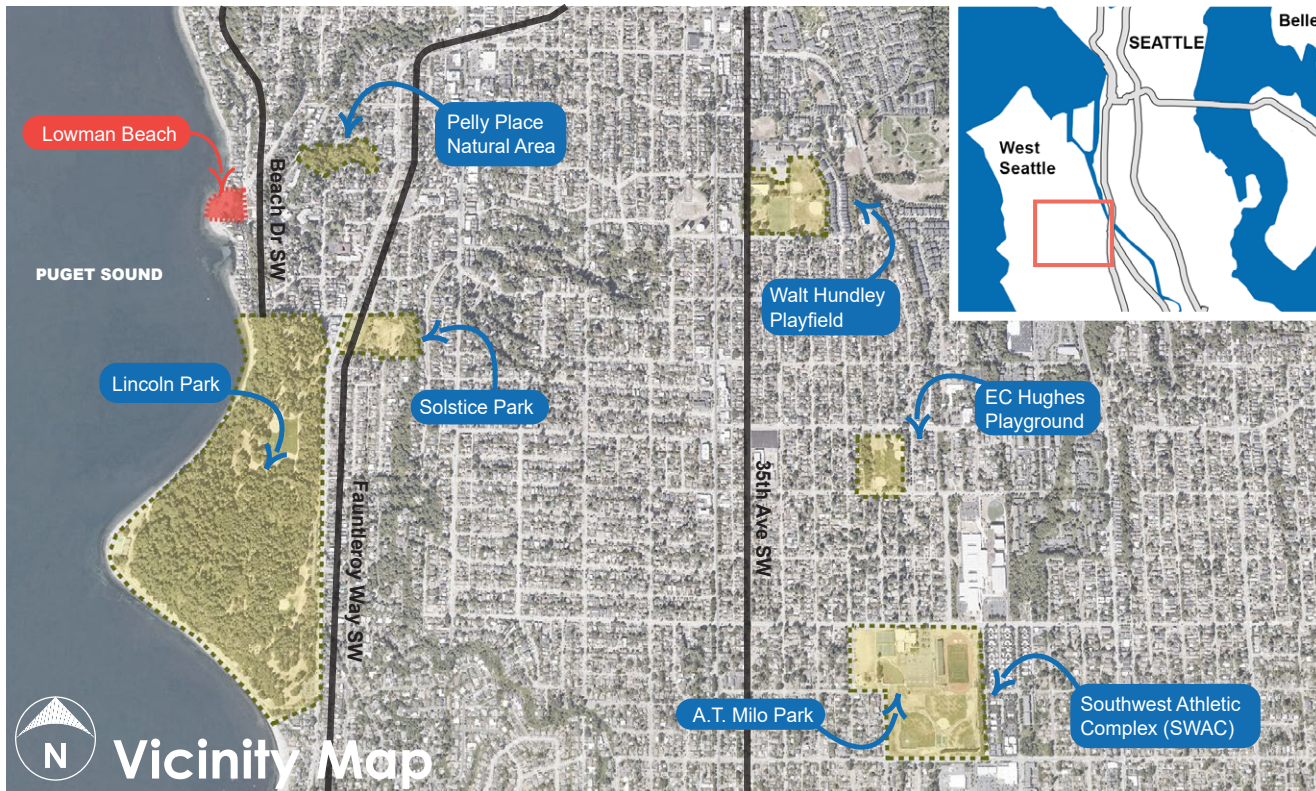 Lowman Beach
Pelly Place
Natural Area
Beach Dr SW
PUGET SOUND
Lincoln Park
Solstice Park
Fauntleroy Way SW
Walt Hundley
Playfield
35th Ave SW
EC Hughes
Playground
A.T. Milo Park
Southwest Athletic
Complex (SWAC)
SEATTLE
Belle
West
Seattle
N
Vicinity Map